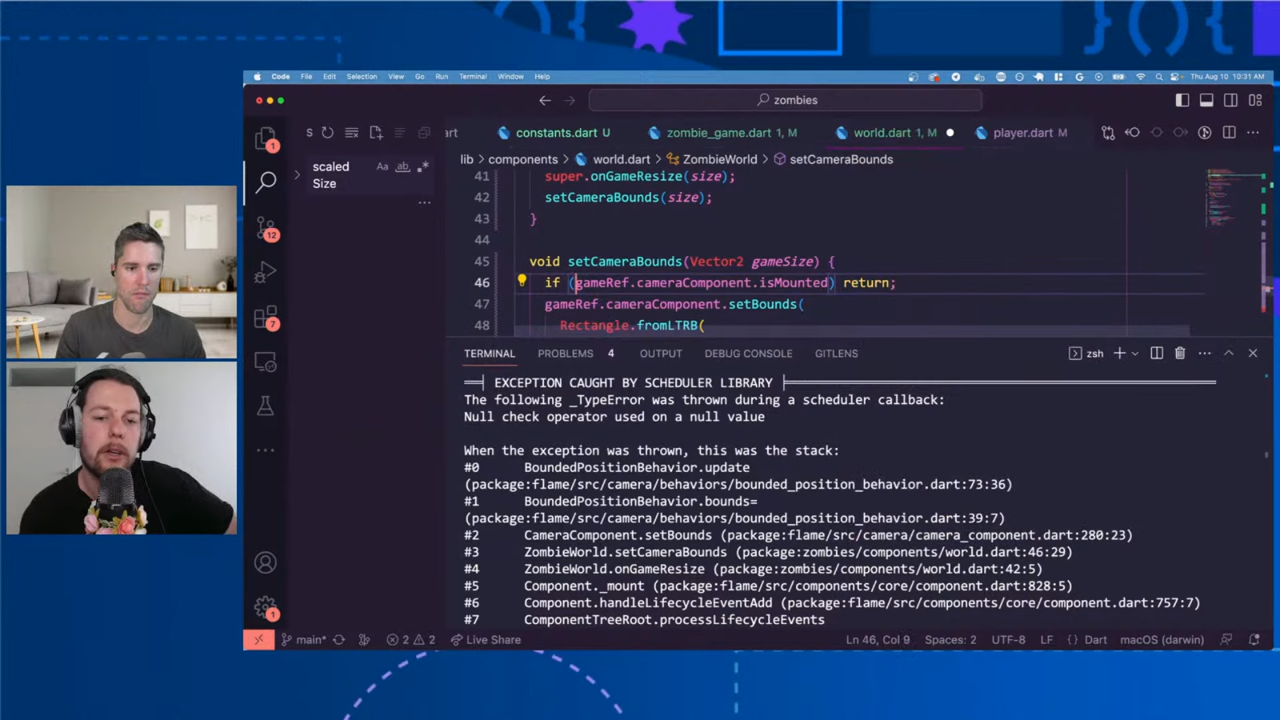 Code File Edit Selection View Go Run Terminal Window Help Thu Aug 10 10:31 AM
zombies
S art constants.dart U zombie_game.dart 1, M world.dart 1, M player.dart M
scaled
Size
Aa ab .*
1
12
7
1
lib > components > world.dart > ZombieWorld > setCameraBounds
41 super.onGameResize(size);
42 setCameraBounds(size);
43 }
44
45 void setCameraBounds(Vector2 gameSize) {
46 if (gameRef.cameraComponent.isMounted) return;
47 gameRef.cameraComponent.setBounds(
48 Rectangle.fromLTRB(
TERMINAL PROBLEMS 4 OUTPUT DEBUG CONSOLE GITLENS zsh
EXCEPTION CAUGHT BY SCHEDULER LIBRARY
The following _TypeError was thrown during a scheduler callback:
Null check operator used on a null value
When the exception was thrown, this was the stack:
#0 BoundedPositionBehavior.update
(package:flame/src/camera/behaviors/bounded_position_behavior.dart:73:36)
#1 BoundedPositionBehavior.bounds=
(package:flame/src/camera/behaviors/bounded_position_behavior.dart:39:7)
#2 CameraComponent.setBounds (package:flame/src/camera/camera_component.dart:280:23)
#3 ZombieWorld.setCameraBounds (package:zombies/components/world.dart:46:29)
#4 ZombieWorld.onGameResize (package:zombies/components/world.dart:42:5)
#5 Component._mount (package:flame/src/components/core/component.dart:828:5)
#6 Component.handleLifecycleEventAdd (package:flame/src/components/core/component.dart:757:7)
#7 ComponentTreeRoot.processLifecycleEvents
main* 2 2 Live Share Ln 46, Col 9 Spaces: 2 UTF-8 LF { } Dart macOS (darwin)